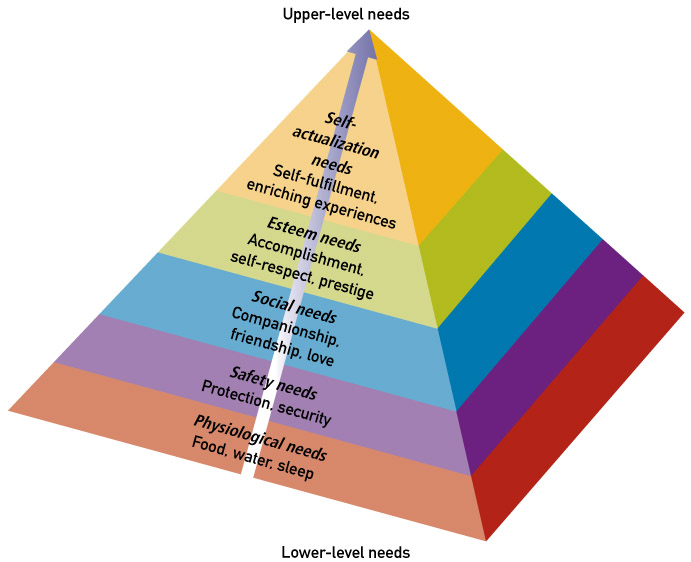 Upper-level needs
Self-
actualization
needs
Self-fulfillment,
enriching experiences
Esteem needs
Accomplishment,
self-respect, prestige
Social needs
Companionship,
friendship, love
Safety needs
Protection, security
Physiological needs
Food, water, sleep
Lower-level needs